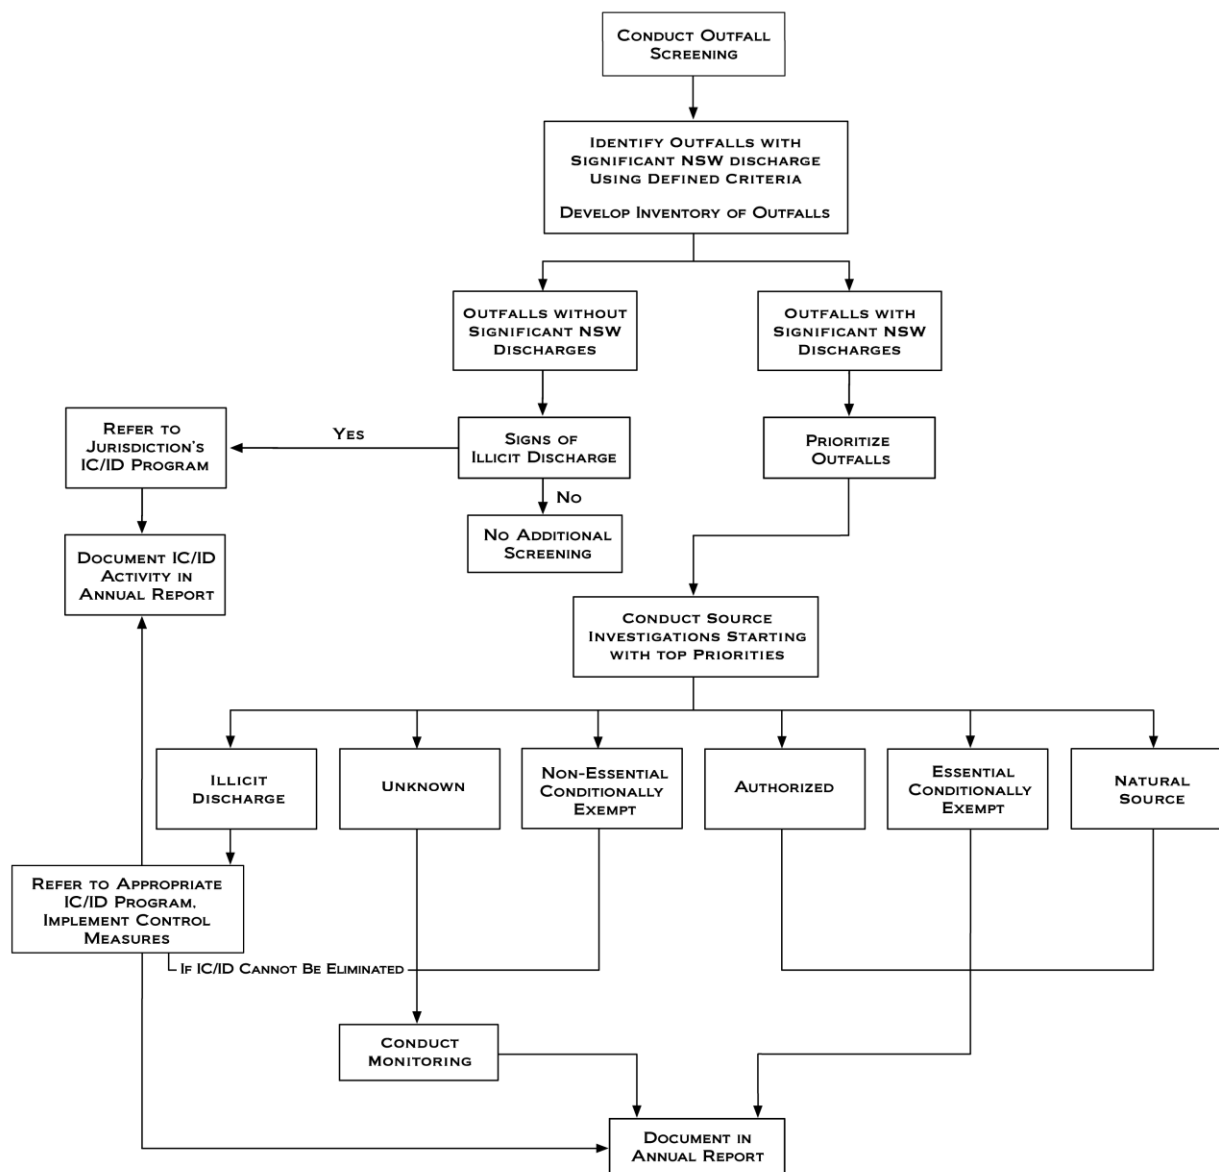 Conduct Outfall
Screening
Identify Outfalls with
Significant NSW discharge
Using Defined Criteria
Develop Inventory of Outfalls
Outfalls without
Significant NSW
Discharges
Outfalls with
Significant NSW
Discharges
Refer to
Jurisdiction's
IC/ID Program
Yes
Signs of
Illicit Discharge
Prioritize
Outfalls
No
No Additional
Screening
Document IC/ID
Activity in
Annual Report
Conduct Source
Investigations Starting
with top Priorities
Illicit
Discharge
Unknown
Non-Essential
Conditionally
Exempt
Authorized
Essential
Conditionally
Exempt
Natural
Source
Refer to Appropriate
IC/ID Program,
Implement Control
Measures
If IC/ID Cannot Be Eliminated
Conduct
Monitoring
Document in
Annual Report